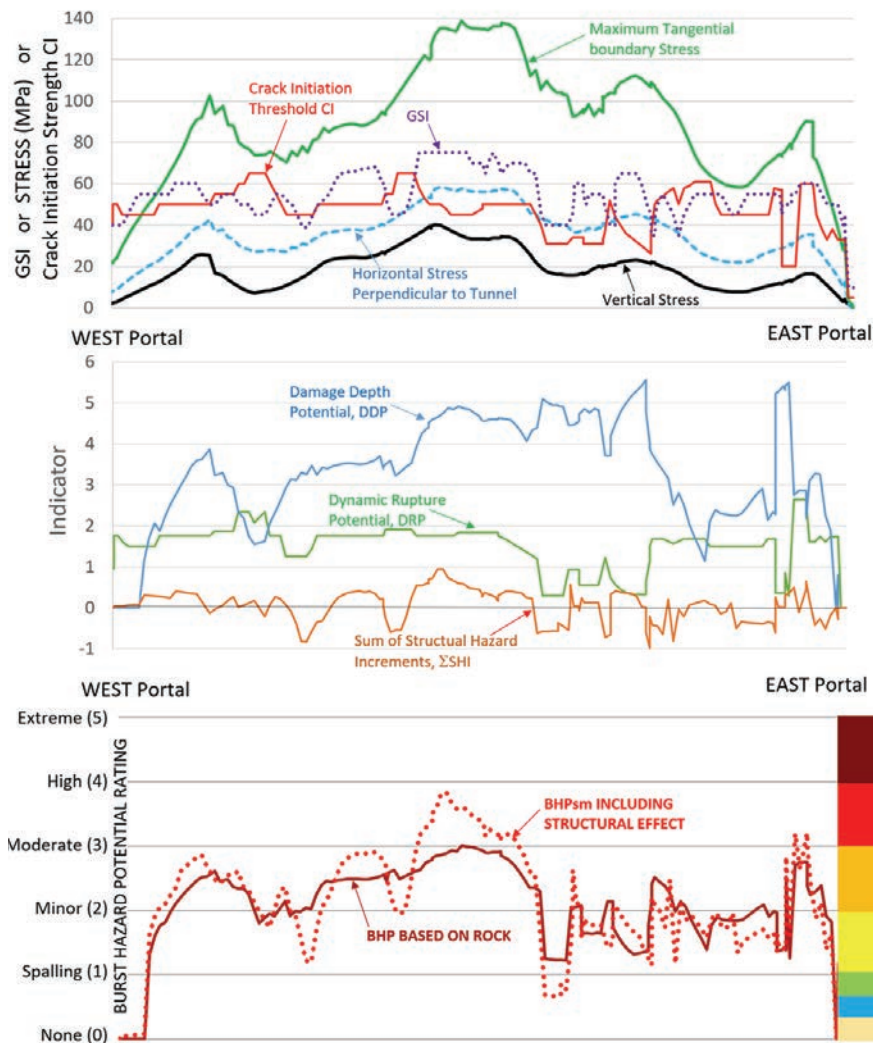 GSI or STRESS (MPa) or
Crack Initiation Strength CI
140
120
100
80
60
40
20
0
Maximum Tangential
boundary Stress
Crack Initiation
Threshold CI
GSI
Horizontal Stress
Perpendicular to Tunnel
Vertical Stress
WEST Portal
EAST Portal
Indicator
6
5
4
3
2
1
0
-1
Damage Depth
Potential, DDP
Dynamic Rupture
Potential, DRP
Sum of Structual Hazard
Increments, ΣSHI
WEST Portal
EAST Portal
Extreme (5)
High (4)
Moderate (3)
Minor (2)
Spalling (1)
None (0)
BURST HAZARD POTENTIAL RATING
BHPsm INCLUDING
STRUCTURAL EFFECT
BHP BASED ON ROCK